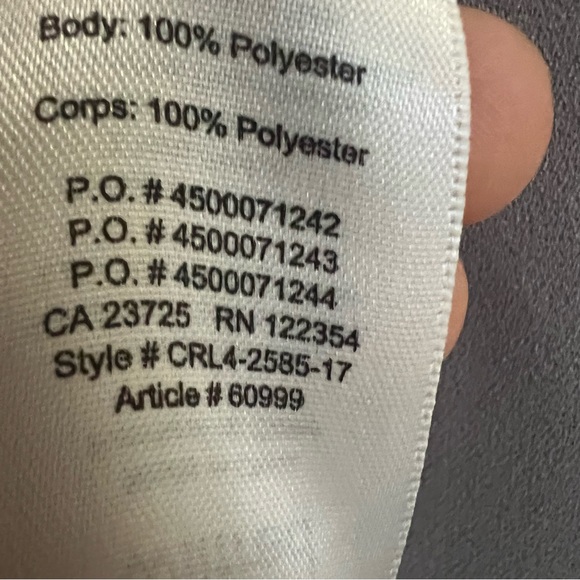 Body: 100% Polyester
Corps: 100% Polyester
P.O. # 4500071242
P.O. # 4500071243
P.O. # 4500071244
CA 23725 RN 122354
Style # CRL4-2585-17
Article # 60999